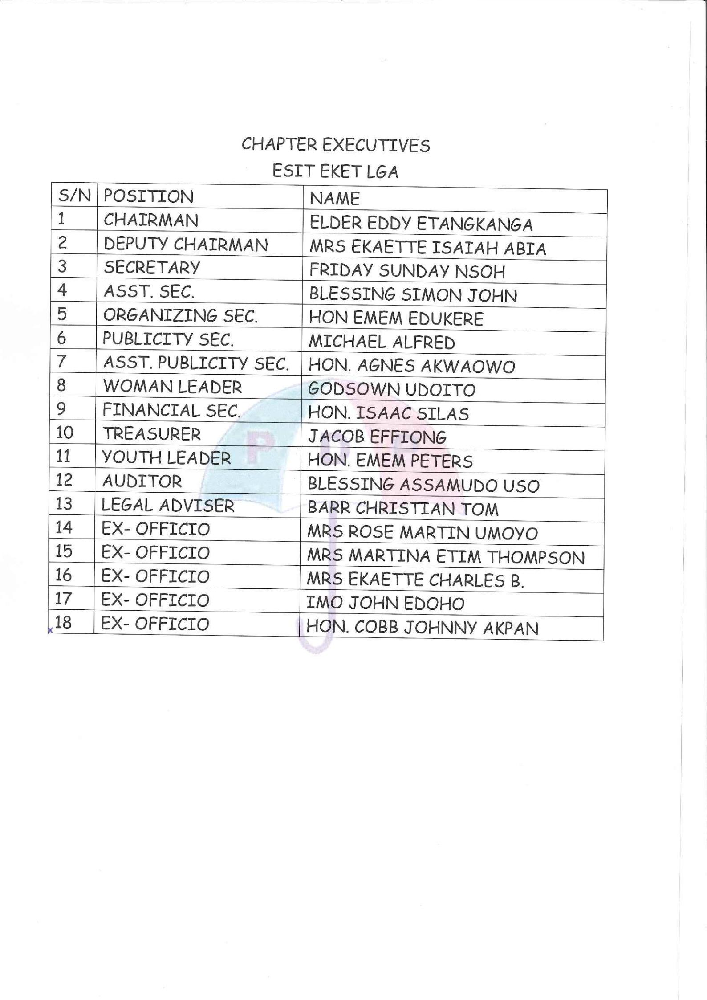 CHAPTER EXECUTIVES
ESIT EKET LGA
S/N POSITION NAME
1 CHAIRMAN ELDER EDDY ETANGKANGA
2 DEPUTY CHAIRMAN MRS EKAETTE ISAIAH ABIA
3 SECRETARY FRIDAY SUNDAY NSOH
4 ASST. SEC. BLESSING SIMON JOHN
5 ORGANIZING SEC. HON EMEM EDUKERE
6 PUBLICITY SEC. MICHAEL ALFRED
7 ASST. PUBLICITY SEC. HON. AGNES AKWAOWO
8 WOMAN LEADER GODSOWN UDOITO
9 FINANCIAL SEC. HON. ISAAC SILAS
10 TREASURER JACOB EFFIONG
11 YOUTH LEADER HON. EMEM PETERS
12 AUDITOR BLESSING ASSAMUDO USO
13 LEGAL ADVISER BARR CHRISTIAN TOM
14 EX- OFFICIO MRS ROSE MARTIN UMOYO
15 EX- OFFICIO MRS MARTINA ETIM THOMPSON
16 EX- OFFICIO MRS EKAETTE CHARLES B.
17 EX- OFFICIO IMO JOHN EDOHO
x 18 EX- OFFICIO HON. COBB JOHNNY AKPAN
PDP